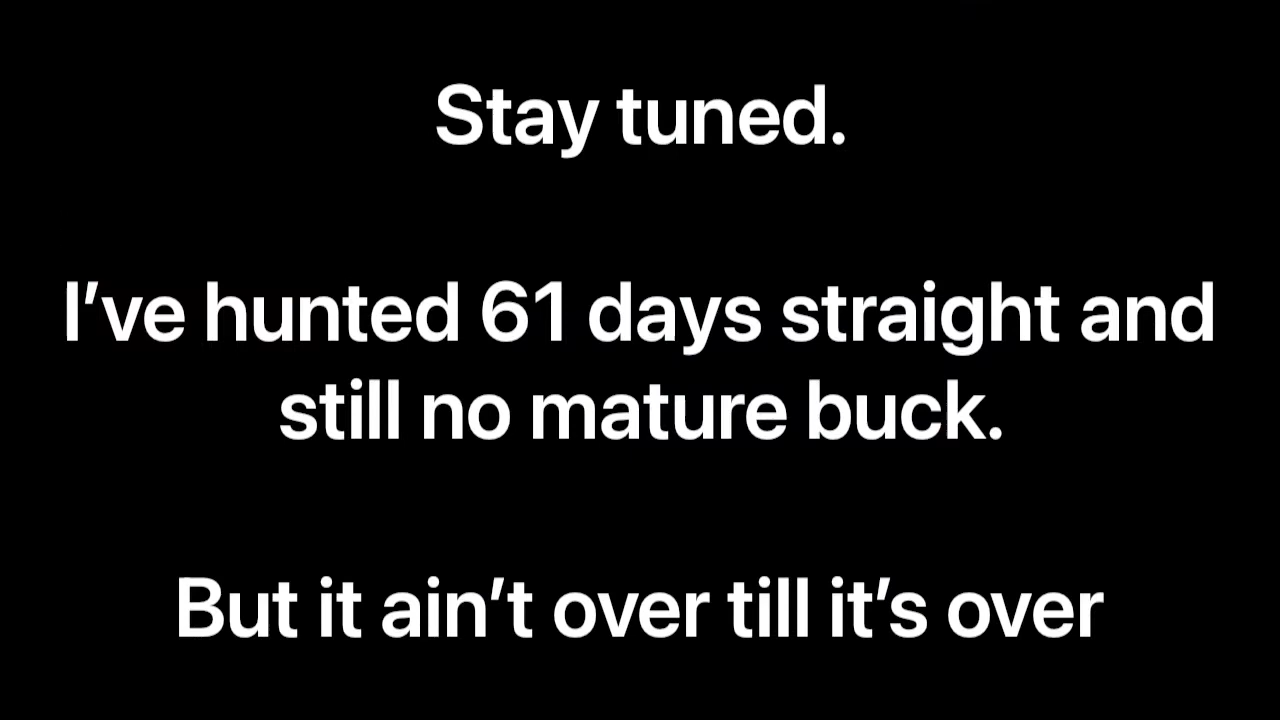 Stay tuned.
I’ve hunted 61 days straight and
still no mature buck.
But it ain’t over till it’s over